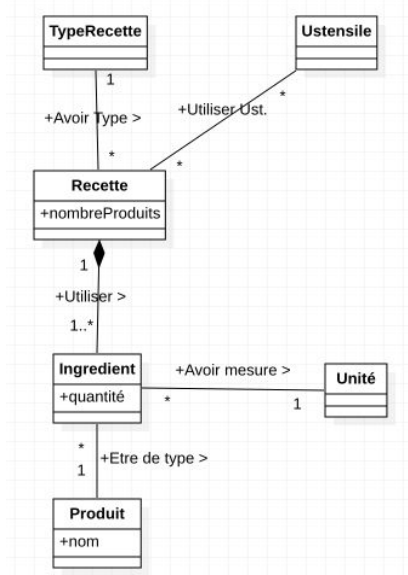 TypeRecette
Ustensile
1
*
+Avoir Type >
+Utiliser Ust.
*
*
Recette
+nombreProduits
1
+Utiliser >
1..*
Ingredient
+quantité
+Avoir mesure >
*
1
Unité
*
+Etre de type >
1
Produit
+nom